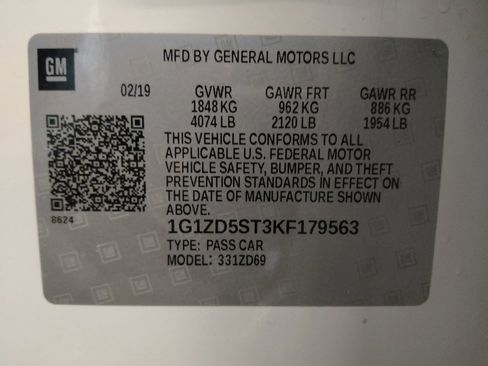 GM
MFD BY GENERAL MOTORS LLC
02/19 GVWR GAWR FRT GAWR RR
1848 KG 962 KG 886 KG
4074 LB 2120 LB 1954 LB
THIS VEHICLE CONFORMS TO ALL
APPLICABLE U.S. FEDERAL MOTOR
VEHICLE SAFETY, BUMPER, AND THEFT
PREVENTION STANDARDS IN EFFECT ON
THE DATE OF MANUFACTURE SHOWN
ABOVE.
8624
1G1ZD5ST3KF179563
TYPE: PASS CAR
MODEL: 331ZD69